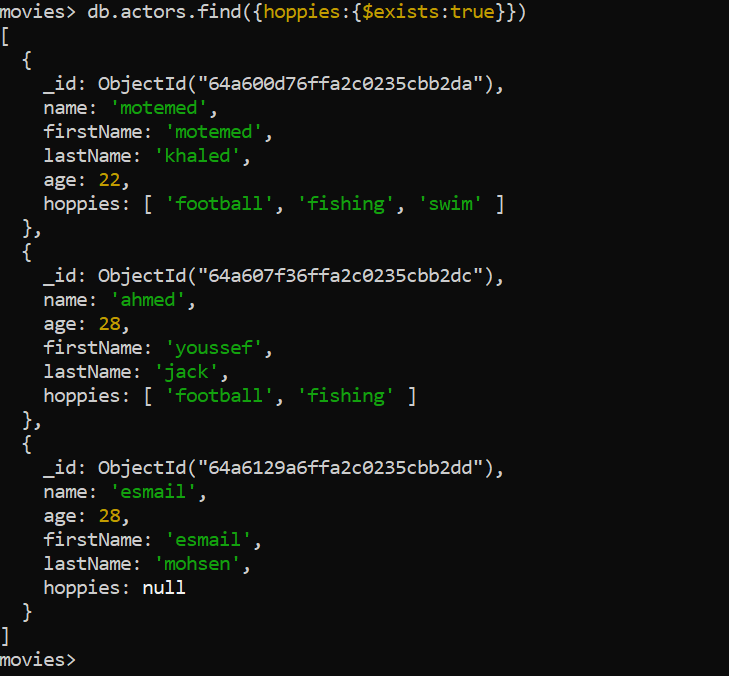 movies> db.actors.find({hoppies:{$exists:true}})
[
  {
    _id: ObjectId("64a600d76ffa2c0235cbb2da"),
    name: 'motemed',
    firstName: 'motemed',
    lastName: 'khaled',
    age: 22,
    hoppies: [ 'football', 'fishing', 'swim' ]
  },
  {
    _id: ObjectId("64a607f36ffa2c0235cbb2dc"),
    name: 'ahmed',
    age: 28,
    firstName: 'youssef',
    lastName: 'jack',
    hoppies: [ 'football', 'fishing' ]
  },
  {
    _id: ObjectId("64a6129a6ffa2c0235cbb2dd"),
    name: 'esmail',
    age: 28,
    firstName: 'esmail',
    lastName: 'mohsen',
    hoppies: null
  }
]
movies>